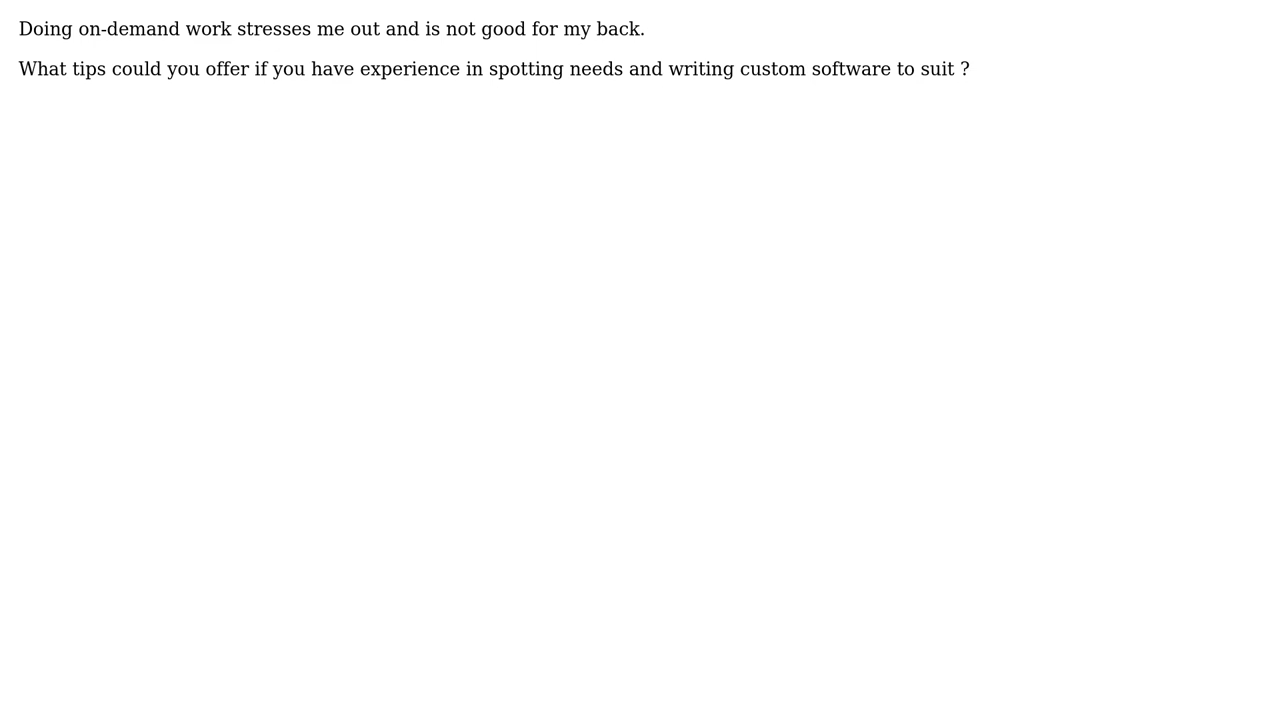 Doing on-demand work stresses me out and is not good for my back.
What tips could you offer if you have experience in spotting needs and writing custom software to suit ?